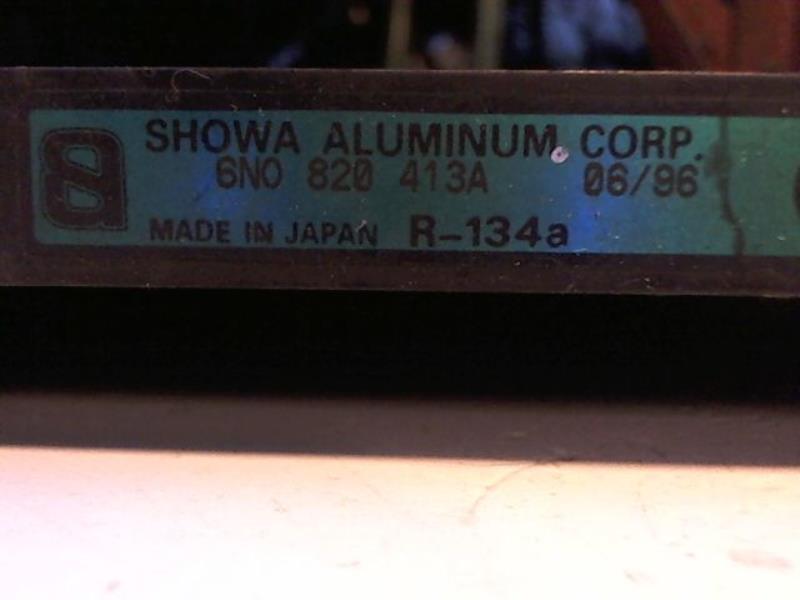 SHOWA ALUMINUM CORP.
6N0 820 413A 06/96
MADE IN JAPAN R-134a